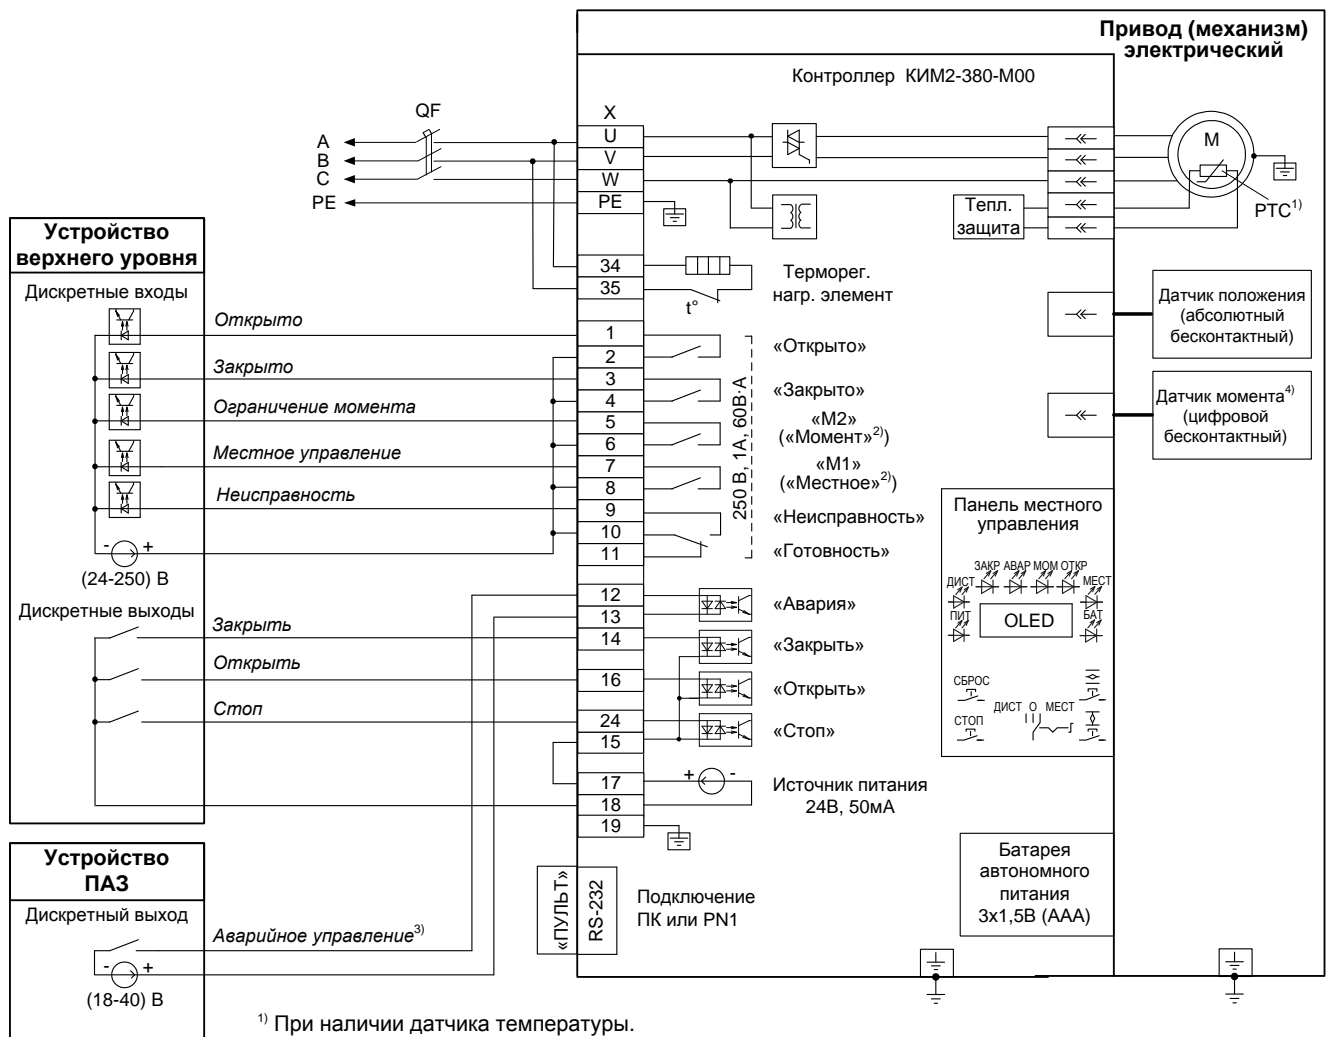 Привод (механизм)
электрический
Контроллер КИМ2-380-М00
QF
X
A
B
C
PE
U
V
W
PE
M
Тепл.
защита
PTC1)
Устройство
верхнего уровня
Дискретные входы
34
35
t°
Терморег.
нагр. элемент
Датчик положения
(абсолютный
бесконтактный)
Открыто
1
2
«Открыто»
Закрыто
3
4
«Закрыто»
Датчик момента4)
(цифровой
бесконтактный)
Ограничение момента
5
6
«М2»
(«Момент»2))
Местное управление
7
8
«М1»
(«Местное»2))
250 В, 1А, 60В·А
Неисправность
9
10
11
«Неисправность»
«Готовность»
- +
(24-250) В
Панель местного
управления
ЗАКР АВАР МОМ ОТКР
ДИСТ МЕСТ
ПИТ OLED БАТ
СБРОС
ДИСТ О МЕСТ
СТОП
Дискретные выходы
12
13
«Авария»
Закрыть
14
«Закрыть»
Открыть
16
«Открыть»
Стоп
24
15
«Стоп»
17
18
19
+ -
Источник питания
24В, 50мА
Устройство
ПАЗ
Дискретный выход
Аварийное управление3)
- +
(18-40) В
«ПУЛЬТ»
RS-232
Подключение
ПК или PN1
Батарея
автономного
питания
3х1,5В (ААА)
1) При наличии датчика температуры.